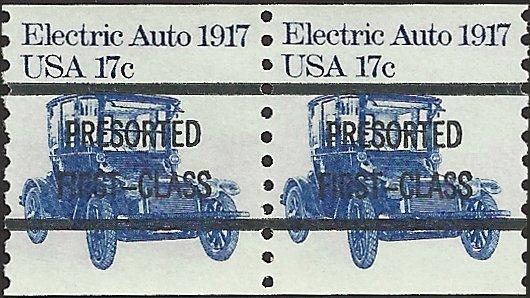 Electric Auto 1917
USA 17c
PRESORTED
FIRST-CLASS
Electric Auto 1917
USA 17c
PRESORTED
FIRST-CLASS